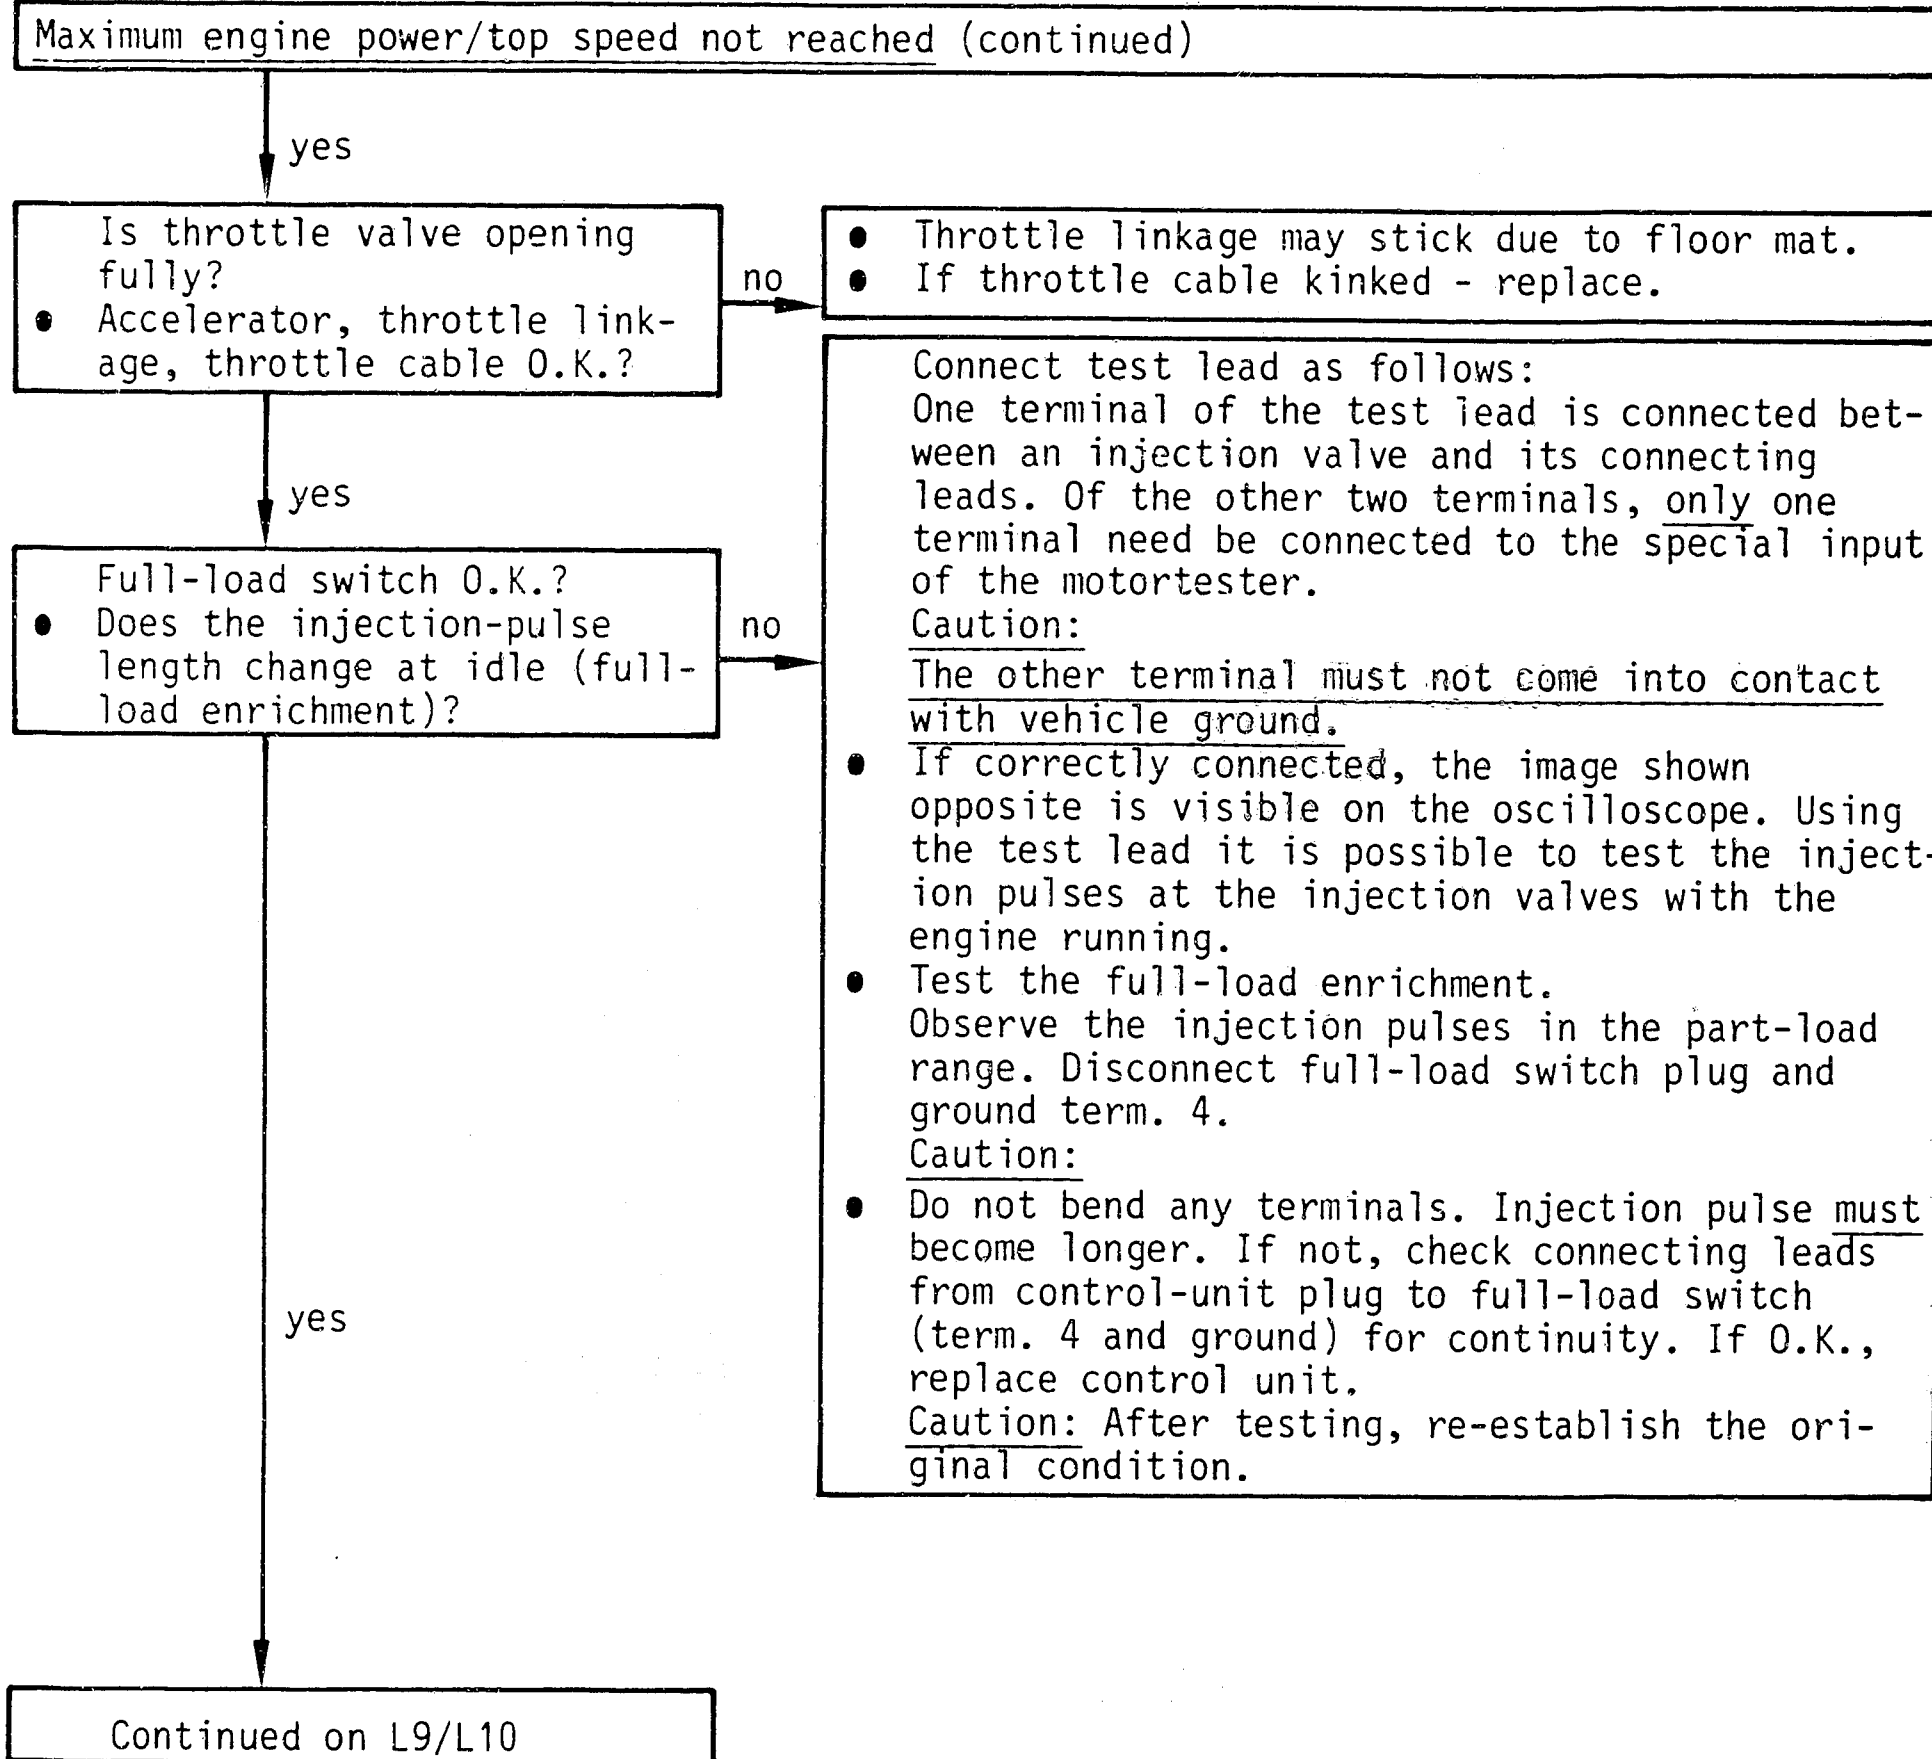 Maximum engine power/top speed not reached (continued)
yes
Is throttle valve opening
fully?
● Accelerator, throttle link-
age, throttle cable O.K.?
no
● Throttle linkage may stick due to floor mat.
● If throttle cable kinked - replace.
yes
Full-load switch O.K.?
● Does the injection-pulse
length change at idle (full-
load enrichment)?
no
Connect test lead as follows:
One terminal of the test lead is connected bet-
ween an injection valve and its connecting
leads. Of the other two terminals, only one
terminal need be connected to the special input
of the motortester.
Caution:
The other terminal must not come into contact
with vehicle ground.
● If correctly connected, the image shown
opposite is visible on the oscilloscope. Using
the test lead it is possible to test the inject-
ion pulses at the injection valves with the
engine running.
● Test the full-load enrichment.
Observe the injection pulses in the part-load
range. Disconnect full-load switch plug and
ground term. 4.
Caution:
● Do not bend any terminals. Injection pulse must
become longer. If not, check connecting leads
from control-unit plug to full-load switch
(term. 4 and ground) for continuity. If O.K.,
replace control unit.
Caution: After testing, re-establish the ori-
ginal condition.
yes
Continued on L9/L10